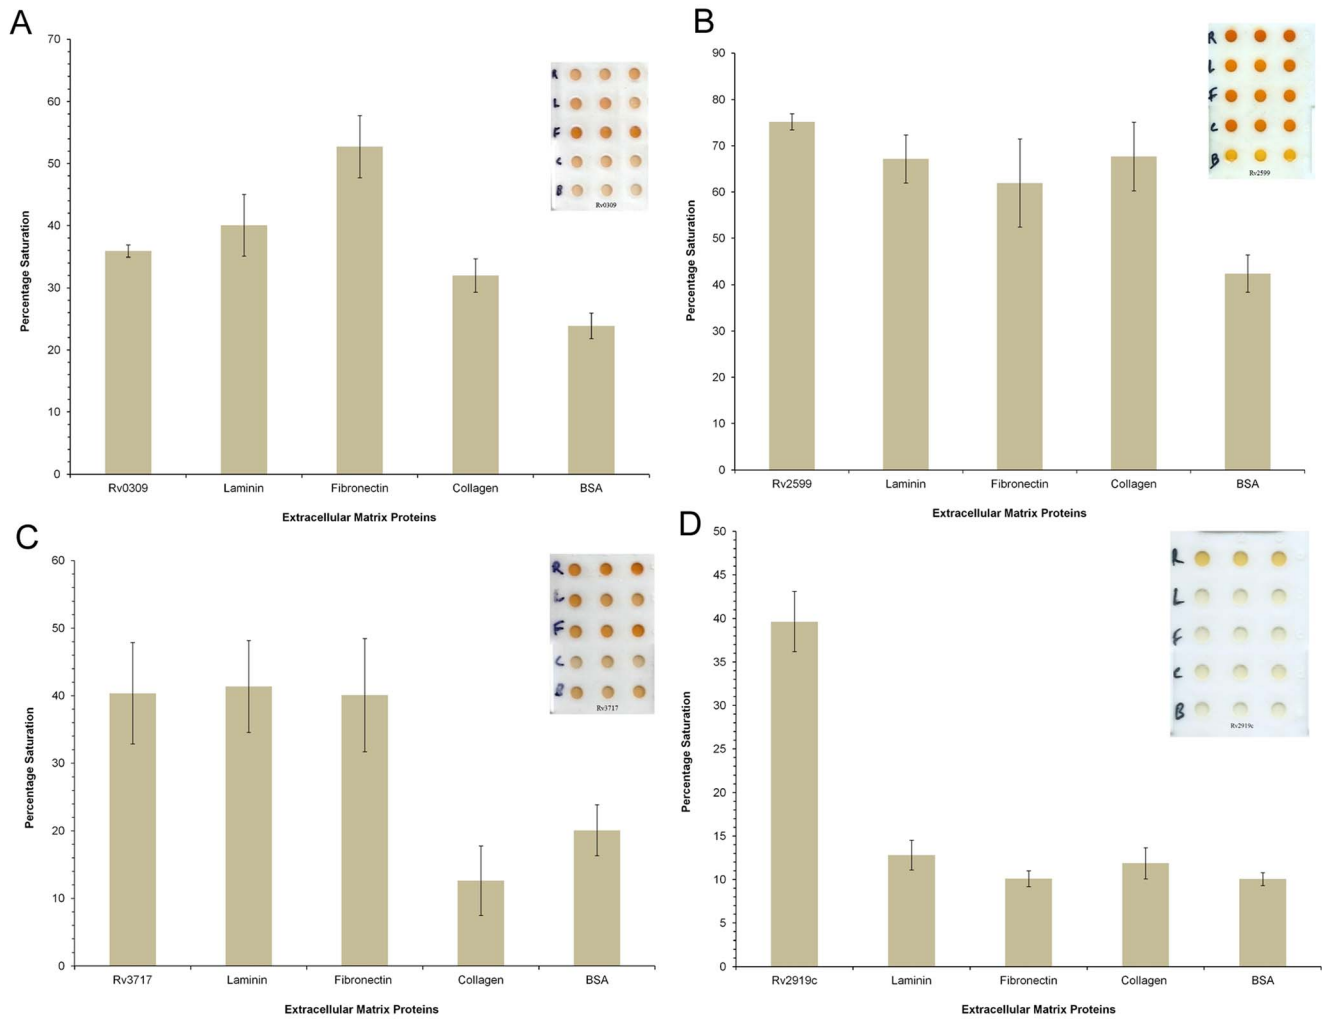 A
70
60
50
40
30
20
10
0
Percentage Saturation
Rv0309 Laminin Fibronectin Collagen BSA
Extracellular Matrix Proteins
R
L
F
C
B
Rv0309
B
90
80
70
60
50
40
30
20
10
0
Percentage Saturation
Rv2599 Laminin Fibronectin Collagen BSA
Extracellular Matrix Proteins
R
L
F
C
B
Rv2599
C
60
50
40
30
20
10
0
Percentage Saturation
Rv3717 Laminin Fibronectin Collagen BSA
Extracellular Matrix Proteins
R
L
F
C
B
Rv3717
D
50
45
40
35
30
25
20
15
10
5
0
Percentage Saturation
Rv2919c Laminin Fibronectin Collagen BSA
Extracellular Matrix Proteins
R
L
F
C
B
Rv2919c